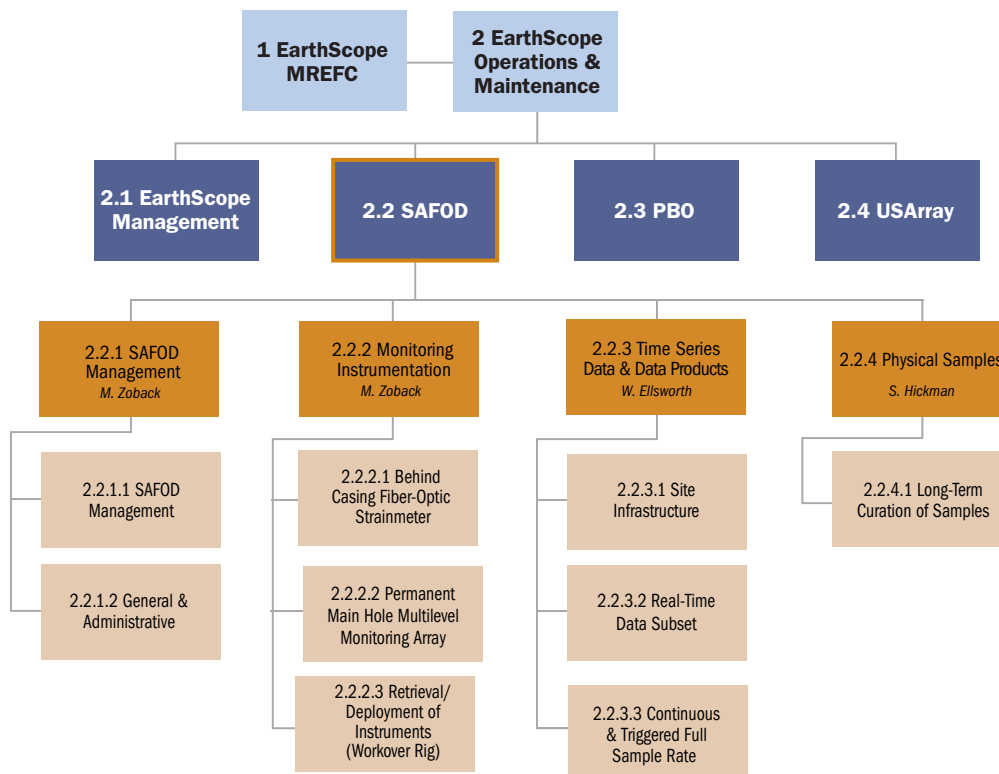 1 EarthScope
MREFC
2 EarthScope
Operations &
Maintenance
2.1 EarthScope
Management
2.2 SAFOD
2.3 PBO
2.4 USArray
2.2.1 SAFOD
Management
M. Zoback
2.2.2 Monitoring
Instrumentation
M. Zoback
2.2.3 Time Series
Data & Data Products
W. Ellsworth
2.2.4 Physical Samples
S. Hickman
2.2.1.1 SAFOD
Management
2.2.1.2 General &
Administrative
2.2.2.1 Behind
Casing Fiber-Optic
Strainmeter
2.2.2.2 Permanent
Main Hole Multilevel
Monitoring Array
2.2.2.3 Retrieval/
Deployment of
Instruments
(Workover Rig)
2.2.3.1 Site
Infrastructure
2.2.3.2 Real-Time
Data Subset
2.2.3.3 Continuous
& Triggered Full
Sample Rate
2.2.4.1 Long-Term
Curation of Samples